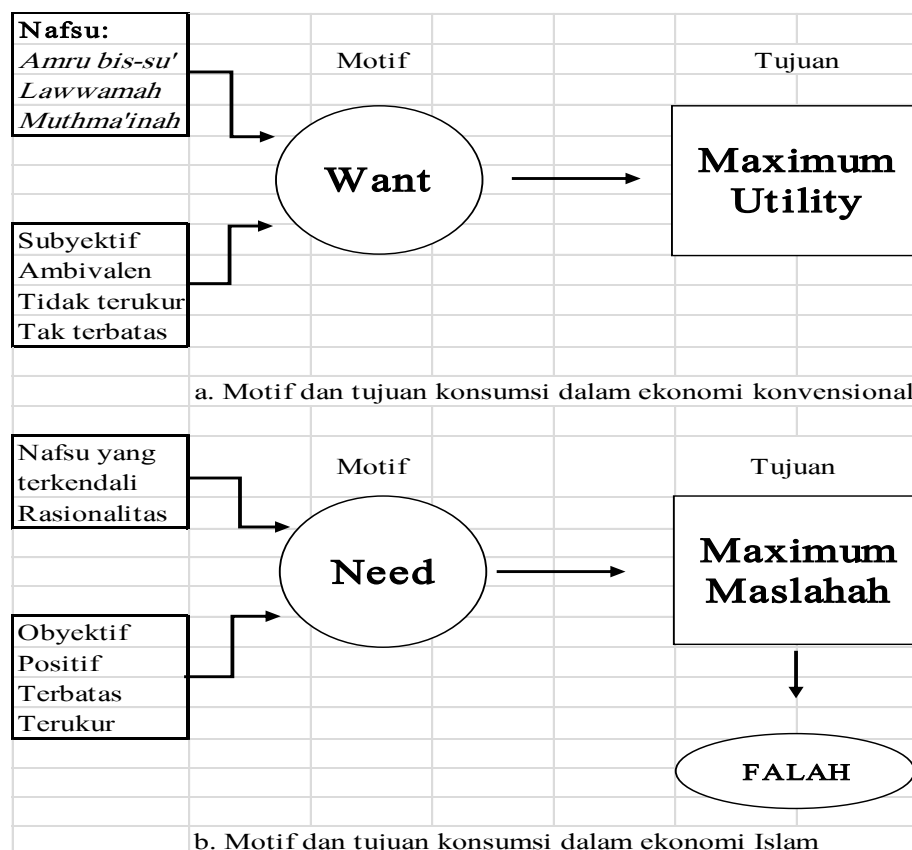 Nafsu:
Amru bis-su'
Lawwamah
Muthma'inah
Motif
Tujuan
Want
Maximum
Utility
Subyektif
Ambivalen
Tidak terukur
Tak terbatas
a. Motif dan tujuan konsumsi dalam ekonomi konvensional
Nafsu yang
terkendali
Rasionalitas
Motif
Tujuan
Need
Maximum
Maslahah
Obyektif
Positif
Terbatas
Terukur
FALAH
b. Motif dan tujuan konsumsi dalam ekonomi Islam